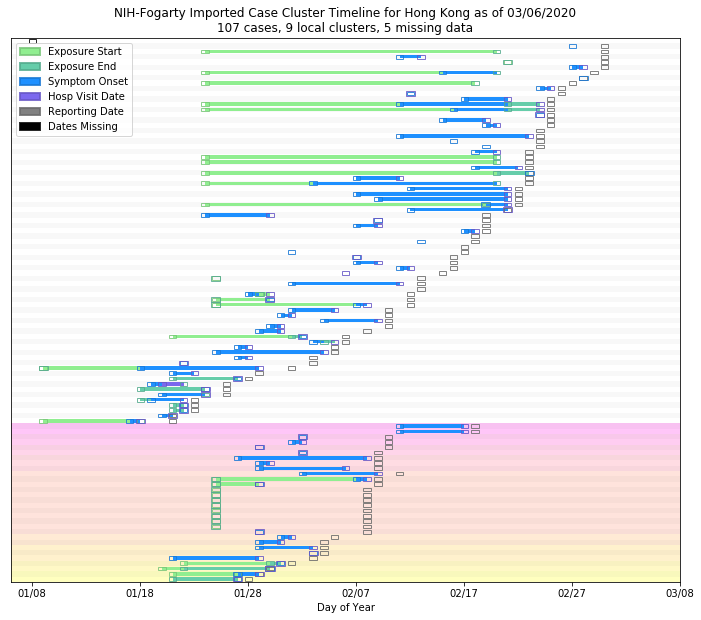 NIH-Fogarty Imported Case Cluster Timeline for Hong Kong as of 03/06/2020
107 cases, 9 local clusters, 5 missing data
Exposure Start
Exposure End
Symptom Onset
Hosp Visit Date
Reporting Date
Dates Missing
01/08 01/18 01/28 02/07 02/17 02/27 03/08
Day of Year